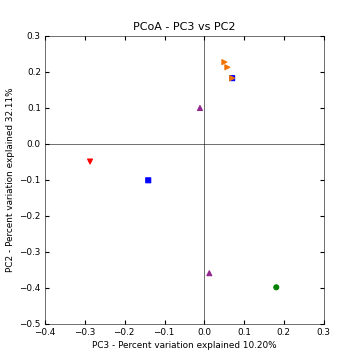 PCoA - PC3 vs PC2
0.3
0.2
0.1
0.0
−0.1
−0.2
−0.3
−0.4
−0.5
PC2 - Percent variation explained 32.11%
−0.4 −0.3 −0.2 −0.1 0.0 0.1 0.2 0.3
PC3 - Percent variation explained 10.20%